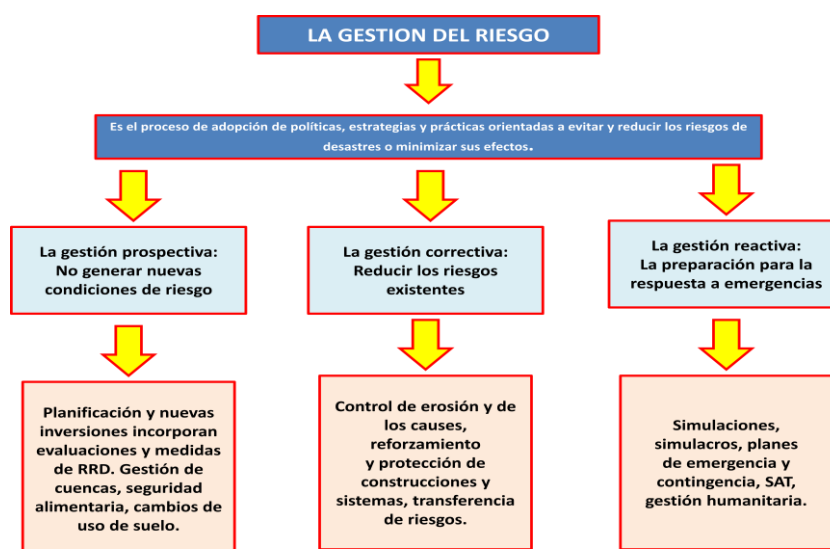 LA GESTION DEL RIESGO
Es el proceso de adopción de políticas, estrategias y prácticas orientadas a evitar y reducir los riesgos de
desastres o minimizar sus efectos.
La gestión prospectiva:
No generar nuevas
condiciones de riesgo
La gestión correctiva:
Reducir los riesgos
existentes
La gestión reactiva:
La preparación para la
respuesta a emergencias
Planificación y nuevas
inversiones incorporan
evaluaciones y medidas
de RRD. Gestión de
cuencas, seguridad
alimentaria, cambios de
uso de suelo.
Control de erosión y de
los causes,
reforzamiento
y protección de
construcciones y
sistemas, transferencia
de riesgos.
Simulaciones,
simulacros, planes
de emergencia y
contingencia, SAT,
gestión humanitaria.